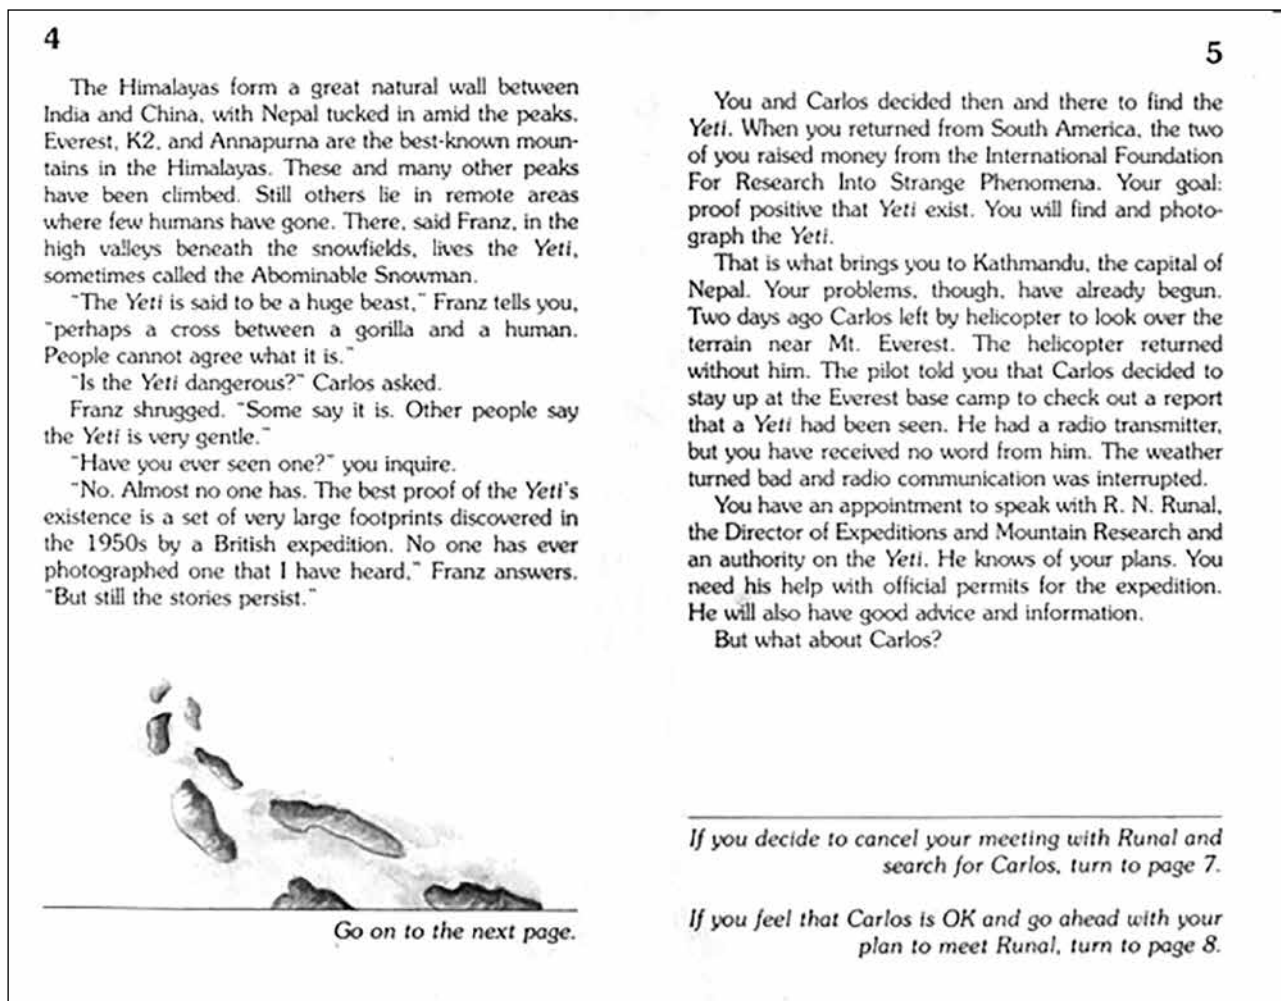 4
The Himalayas form a great natural wall between
India and China, with Nepal tucked in amid the peaks.
Everest, K2, and Annapurna are the best-known moun-
tains in the Himalayas. These and many other peaks
have been climbed. Still others lie in remote areas
where few humans have gone. There, said Franz, in the
high valleys beneath the snowfields, lives the Yeti,
sometimes called the Abominable Snowman.
"The Yeti is said to be a huge beast," Franz tells you,
"perhaps a cross between a gorilla and a human.
People cannot agree what it is."
"Is the Yeti dangerous?" Carlos asked.
Franz shrugged. "Some say it is. Other people say
the Yeti is very gentle."
"Have you ever seen one?" you inquire.
"No. Almost no one has. The best proof of the Yeti's
existence is a set of very large footprints discovered in
the 1950s by a British expedition. No one has ever
photographed one that I have heard," Franz answers.
"But still the stories persist."
Go on to the next page.
5
You and Carlos decided then and there to find the
Yeti. When you returned from South America, the two
of you raised money from the International Foundation
For Research Into Strange Phenomena. Your goal:
proof positive that Yeti exist. You will find and photo-
graph the Yeti.
That is what brings you to Kathmandu, the capital of
Nepal. Your problems, though, have already begun.
Two days ago Carlos left by helicopter to look over the
terrain near Mt. Everest. The helicopter returned
without him. The pilot told you that Carlos decided to
stay up at the Everest base camp to check out a report
that a Yeti had been seen. He had a radio transmitter,
but you have received no word from him. The weather
turned bad and radio communication was interrupted.
You have an appointment to speak with R. N. Runal,
the Director of Expeditions and Mountain Research and
an authority on the Yeti. He knows of your plans. You
need his help with official permits for the expedition.
He will also have good advice and information.
But what about Carlos?
If you decide to cancel your meeting with Runal and
search for Carlos, turn to page 7.
If you feel that Carlos is OK and go ahead with your
plan to meet Runal, turn to page 8.